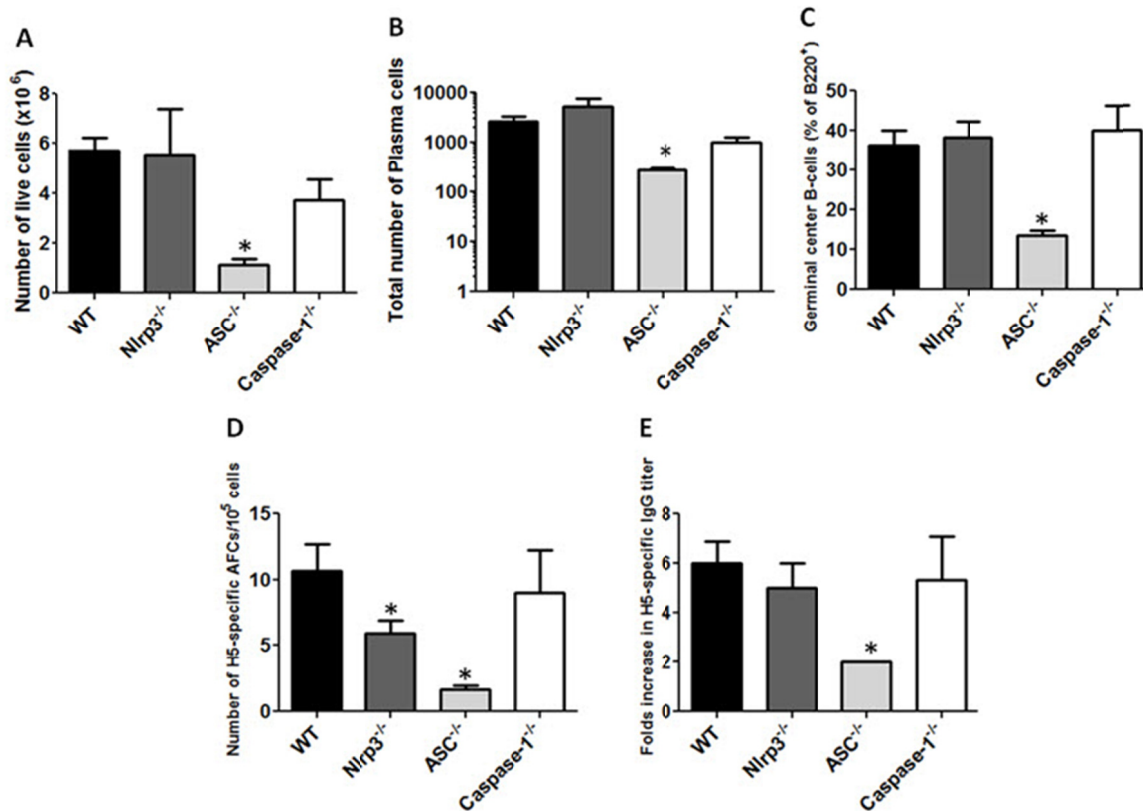 A
Number of live cells (x10⁶)
8
6
4
2
0
*
WT
Nlrp3⁻/⁻
ASC⁻/⁻
Caspase-1⁻/⁻
B
Total number of Plasma cells
10000
1000
100
10
1
*
WT
Nlrp3⁻/⁻
ASC⁻/⁻
Caspase-1⁻/⁻
C
Germinal center B-cells (% of B220⁺)
50
40
30
20
10
0
*
WT
Nlrp3⁻/⁻
ASC⁻/⁻
Caspase-1⁻/⁻
D
Number of H5-specific AFCs/10⁵ cells
15
10
5
0
*
*
WT
Nlrp3⁻/⁻
ASC⁻/⁻
Caspase-1⁻/⁻
E
Folds increase in H5-specific IgG titer
8
6
4
2
0
*
WT
Nlrp3⁻/⁻
ASC⁻/⁻
Caspase-1⁻/⁻